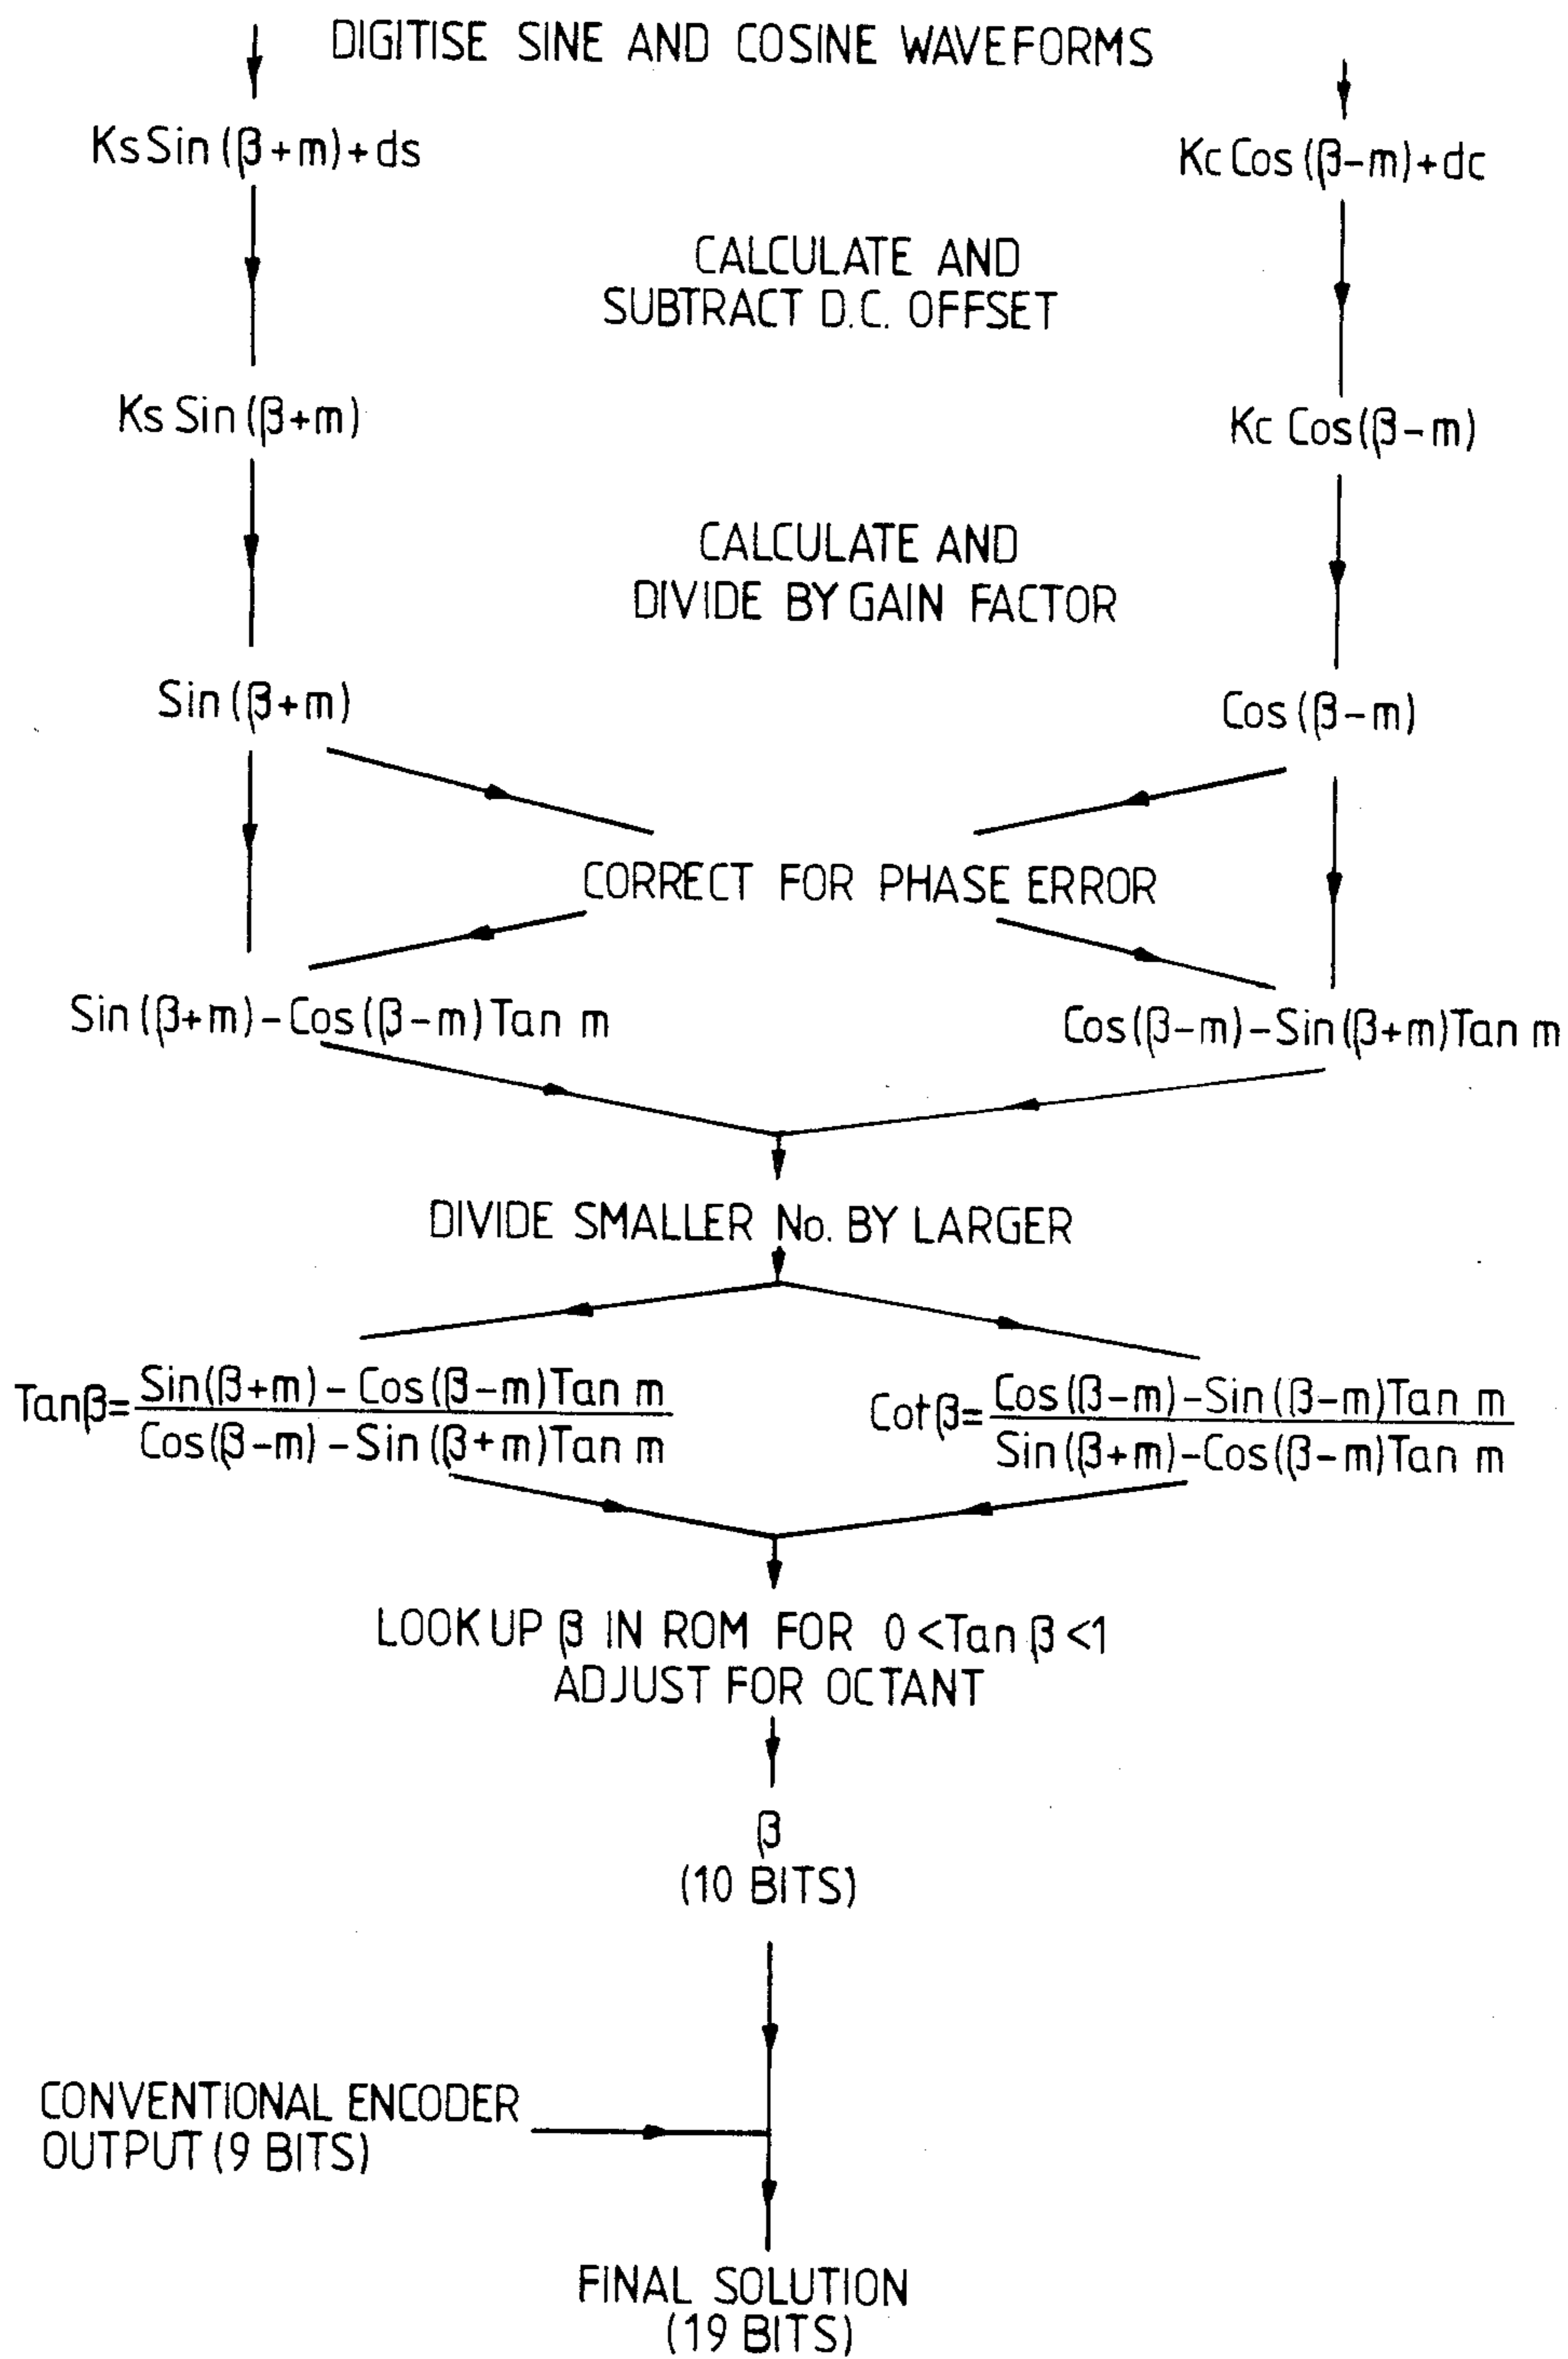 DIGITISE SINE AND COSINE WAVEFORMS
Ks Sin (β+m)+ds
Kc Cos (β-m)+dc
CALCULATE AND
SUBTRACT D.C. OFFSET
Ks Sin (β+m)
Kc Cos(β-m)
CALCULATE AND
DIVIDE BY GAIN FACTOR
Sin (β+m)
Cos (β-m)
CORRECT FOR PHASE ERROR
Sin (β+m)-Cos (β-m) Tan m
Cos(β-m)-Sin(β+m)Tan m
DIVIDE SMALLER No. BY LARGER
Tanβ= Sin(β+m) - Cos (β-m)Tan m
Cos(β-m) -Sin (β+m)Tan m
Cotβ= Cos (β-m) -Sin (β-m)Tan m
Sin (β+m)-Cos(β-m)Tan m
LOOK UP β IN ROM FOR 0 <Tan β <1
ADJUST FOR OCTANT
β
(10 BITS)
CONVENTIONAL ENCODER
OUTPUT (9 BITS)
FINAL SOLUTION
(19 BITS)